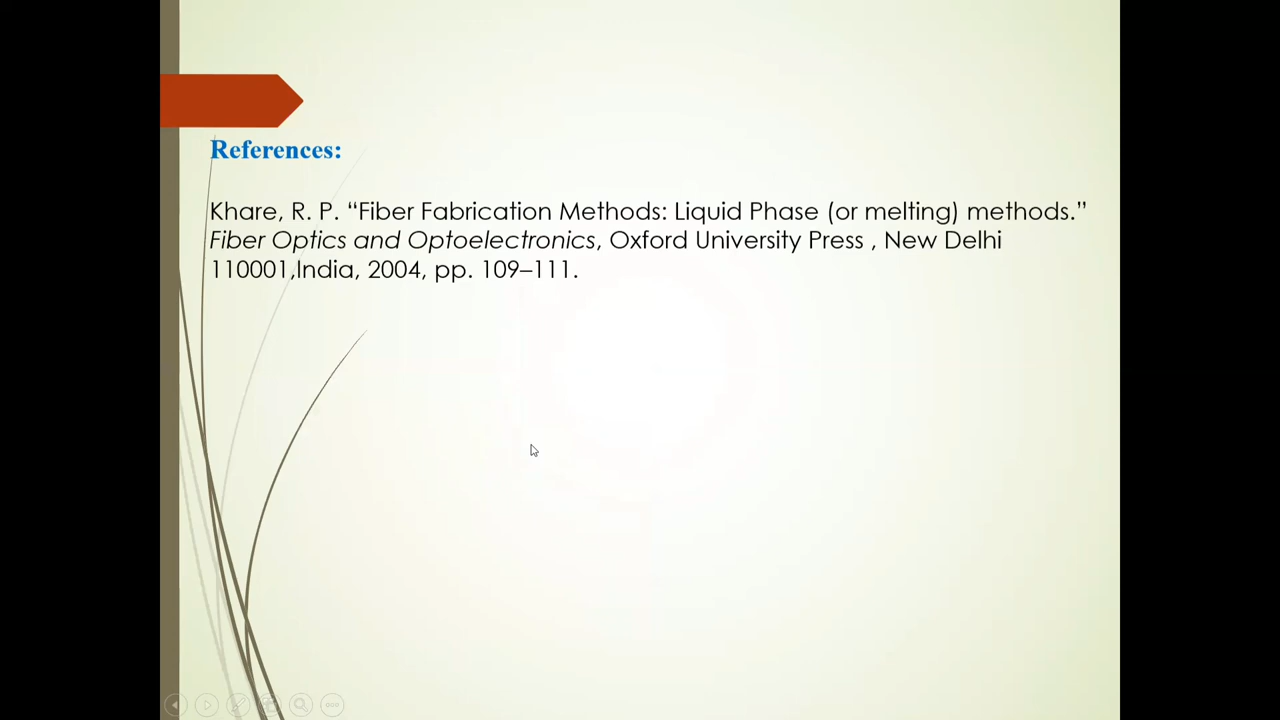 References:
Khare, R. P. “Fiber Fabrication Methods: Liquid Phase (or melting) methods.”
Fiber Optics and Optoelectronics, Oxford University Press , New Delhi
110001,India, 2004, pp. 109–111.